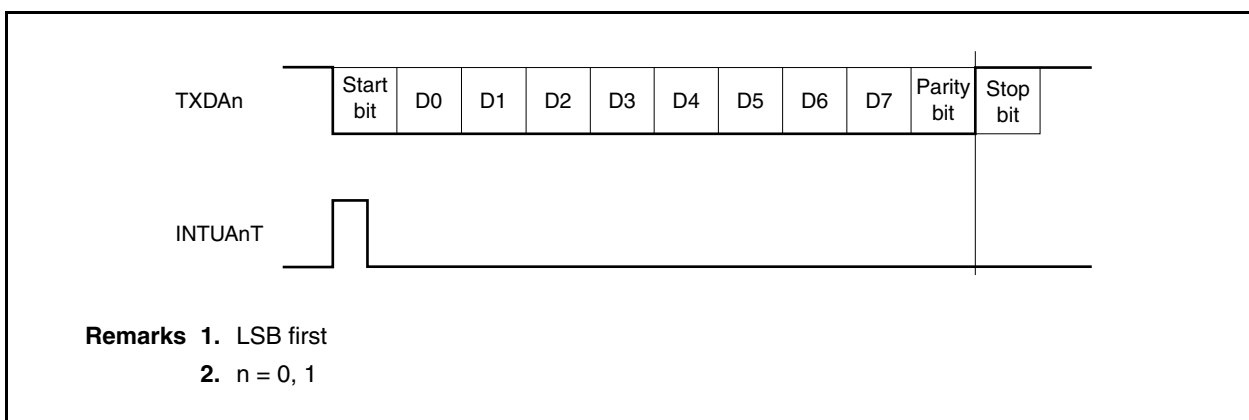 TXDAn
Start bit
D0
D1
D2
D3
D4
D5
D6
D7
Parity bit
Stop bit
INTUAnT
Remarks 1. LSB first
2. n = 0, 1